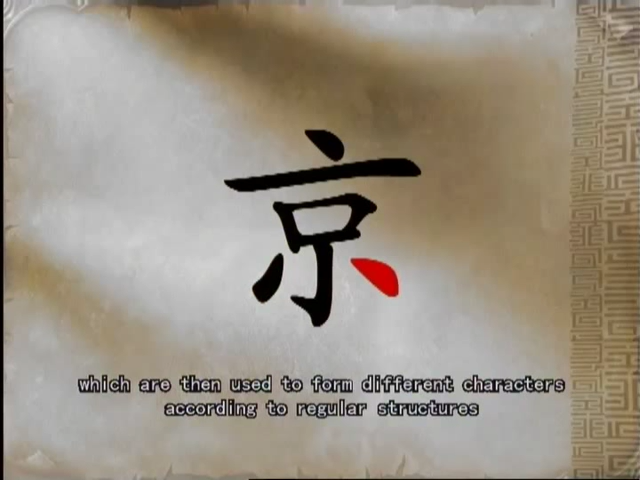 京
which are then used to form different characters
according to regular structures